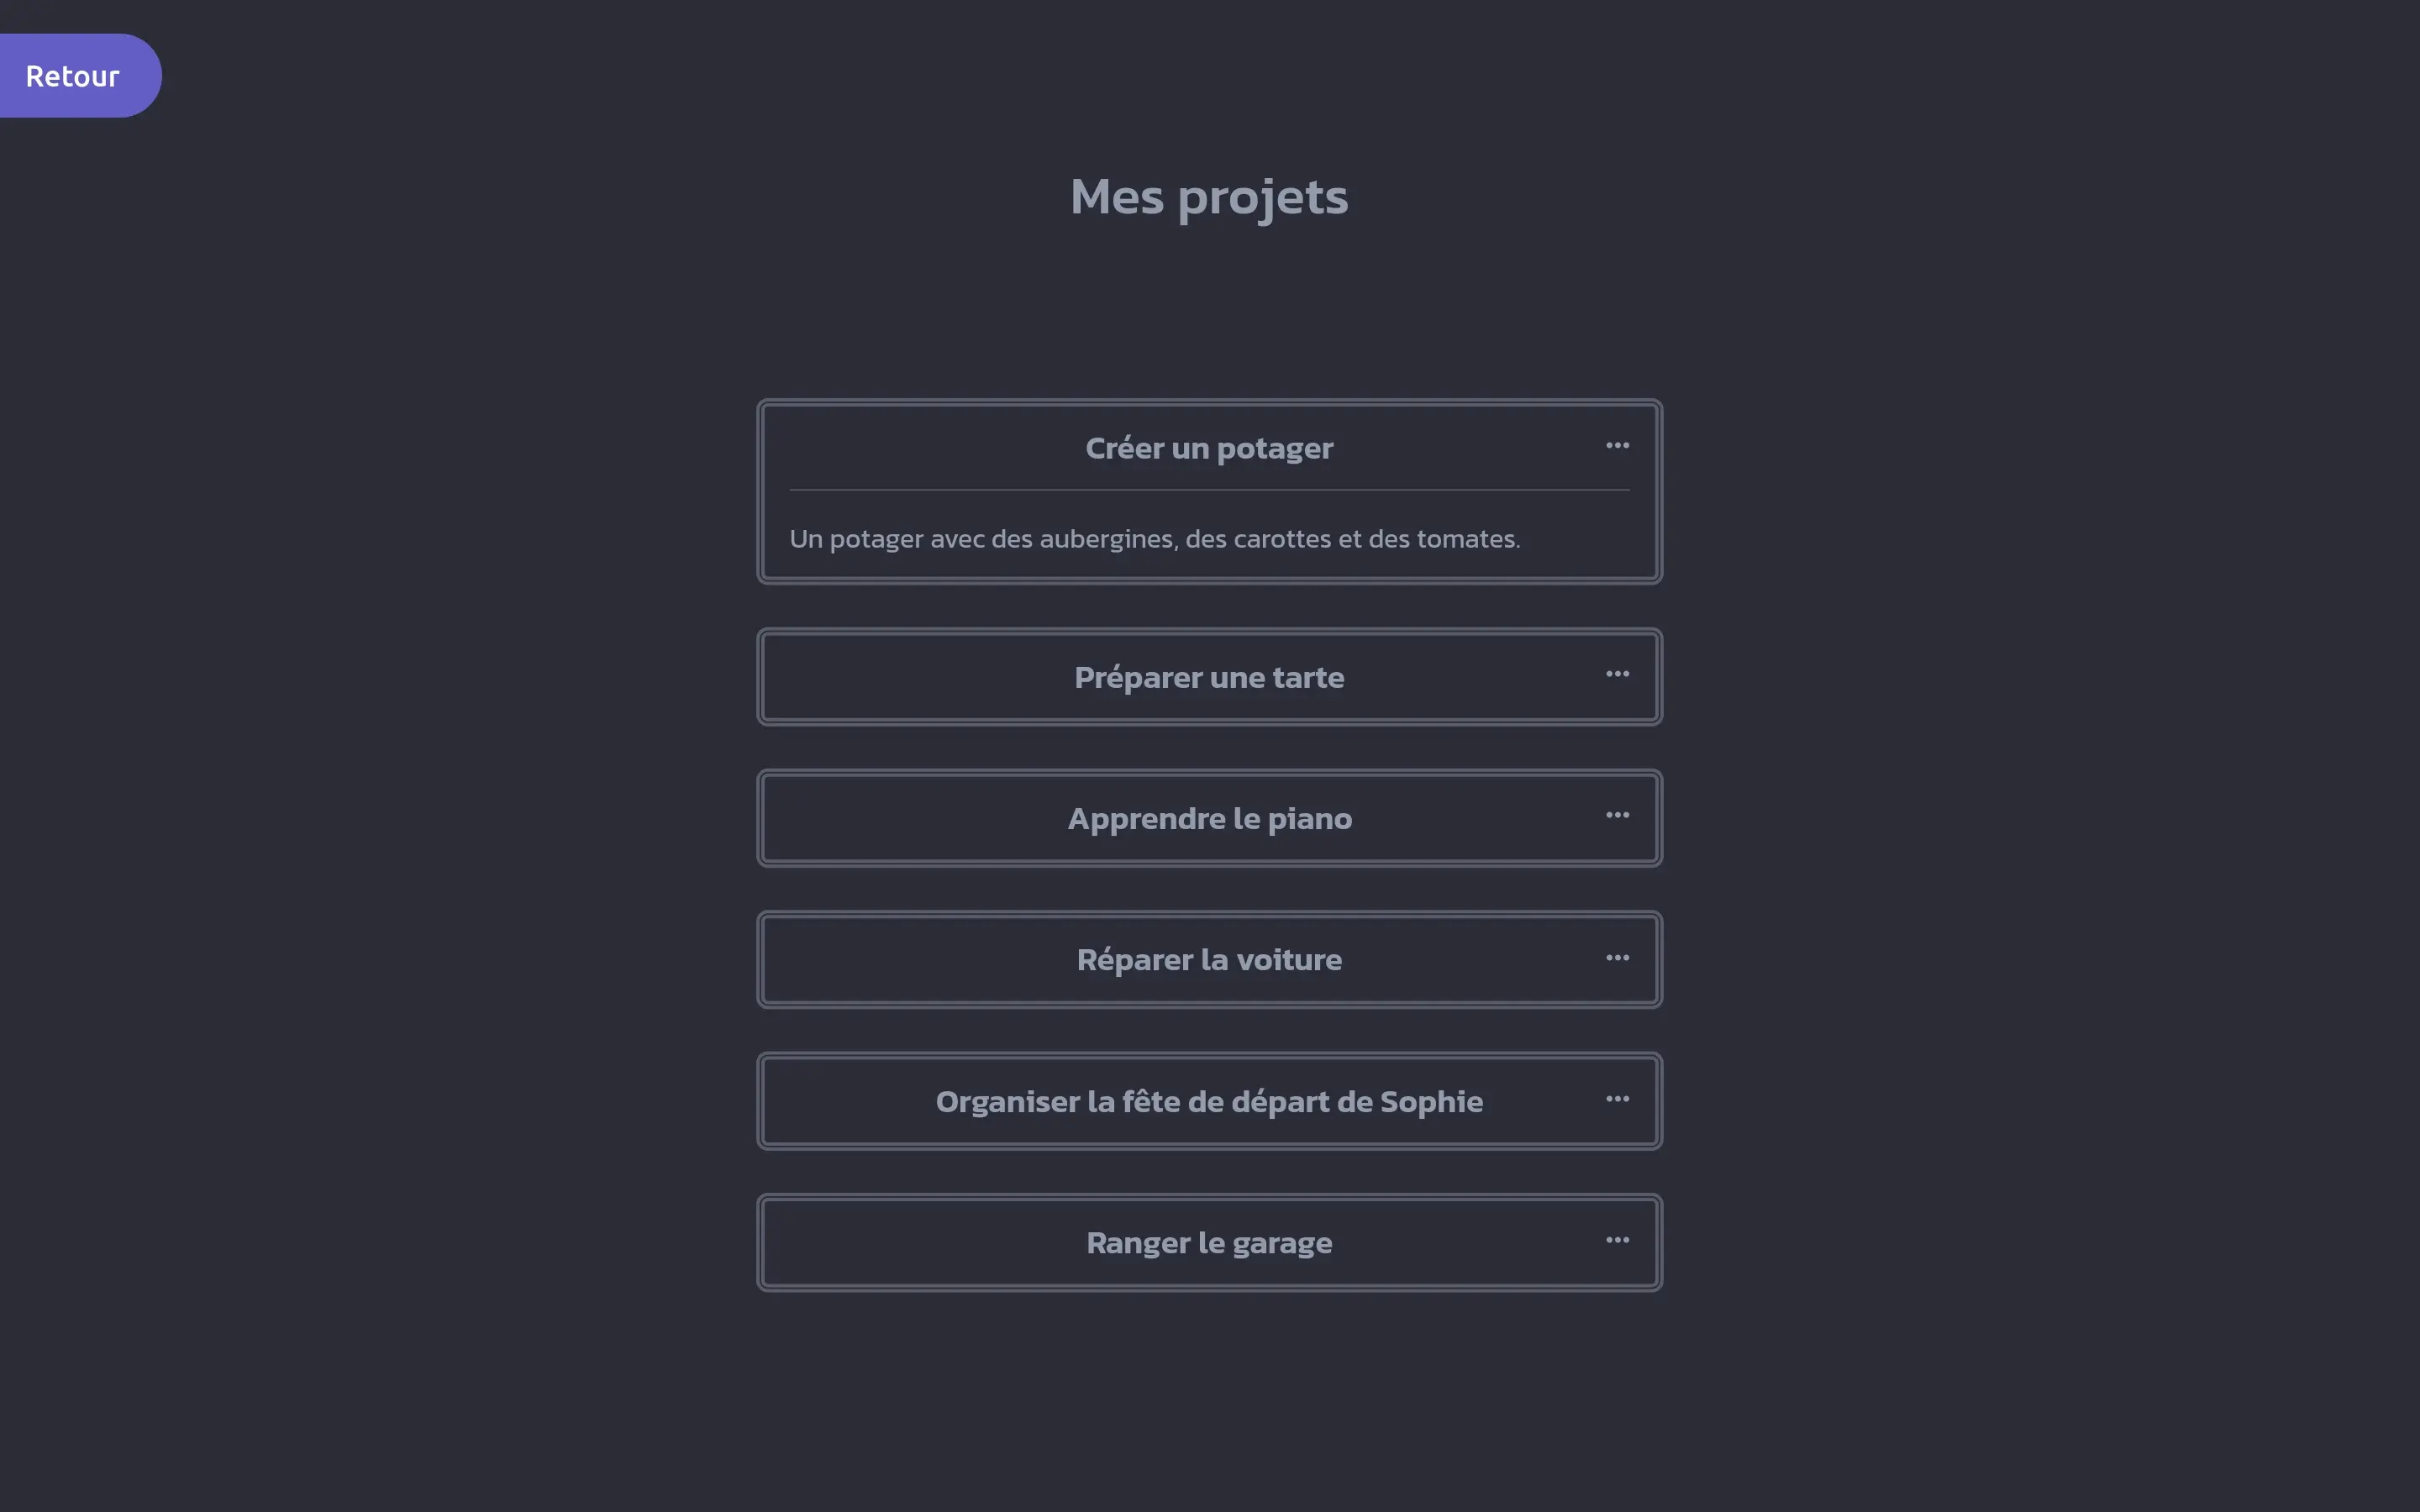 Retour
Mes projets
Créer un potager
Un potager avec des aubergines, des carottes et des tomates.
Préparer une tarte
Apprendre le piano
Réparer la voiture
Organiser la fête de départ de Sophie
Ranger le garage